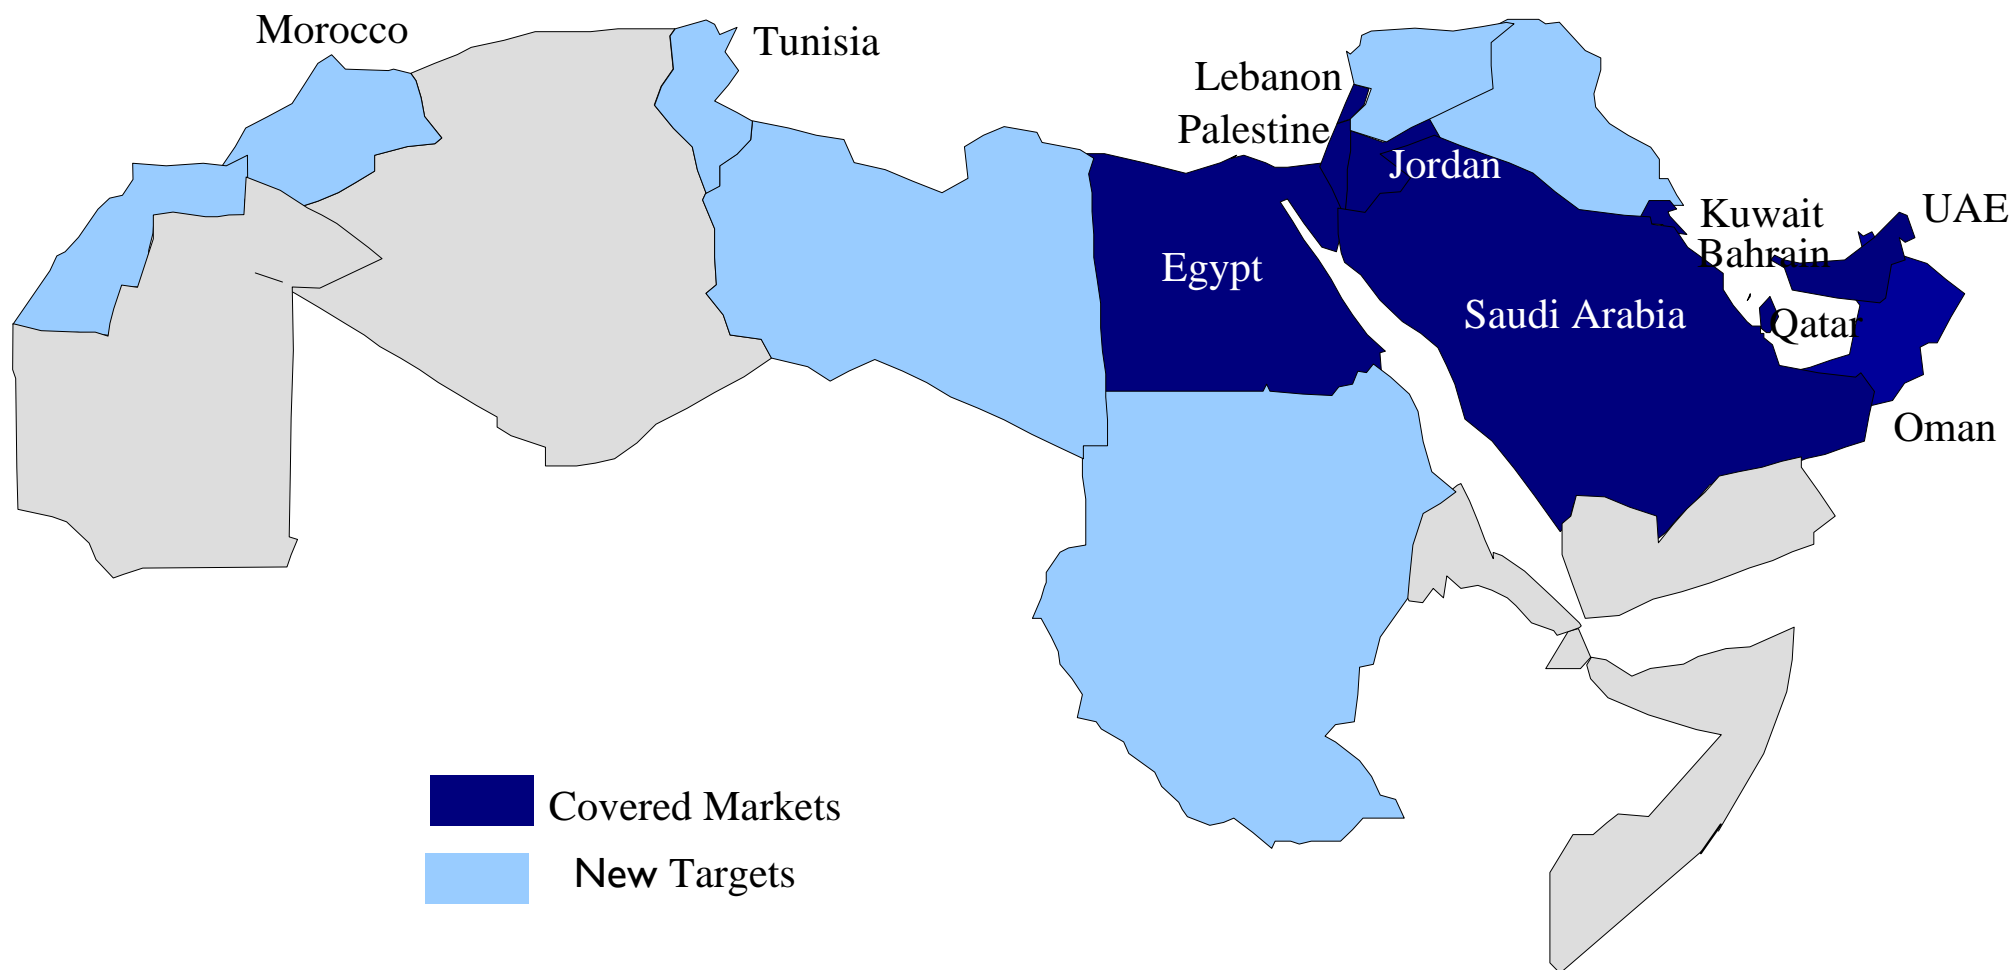 Morocco
Tunisia
Lebanon
Palestine
Jordan
Kuwait
UAE
Bahrain
Egypt
Saudi Arabia
Qatar
Oman
Covered Markets
New Targets